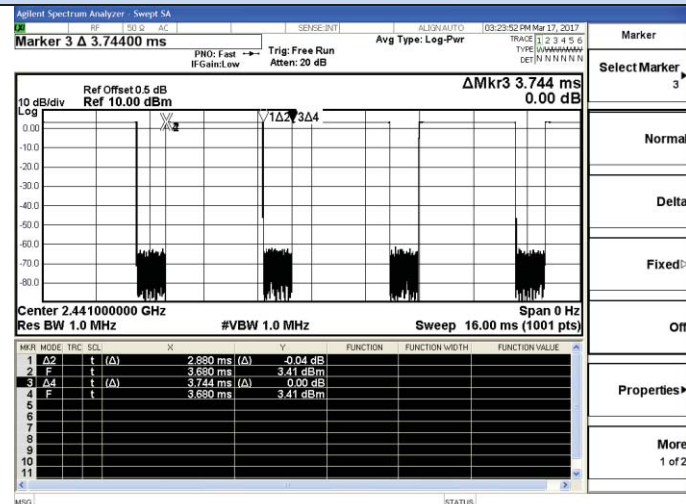 Agilent Spectrum Analyzer - Swept SA
RF 50 Ω AC SENSE:INT ALIGNAUTO 03:23:52 PM Mar 17, 2017
Marker 3 Δ 3.74400 ms
PNO: Fast
IFGain:Low
Trig: Free Run
Atten: 20 dB
Avg Type: Log-Pwr
TRACE 1 2 3 4 5 6
TYPE
DET N N N N N N
Ref Offset 0.5 dB
10 dB/div Ref 10.00 dBm
Log
ΔMkr3 3.744 ms
0.00 dB
1Δ2 3Δ4
0.00
-10.0
-20.0
-30.0
-40.0
-50.0
-60.0
-70.0
-80.0
Center 2.441000000 GHz Span 0 Hz
Res BW 1.0 MHz #VBW 1.0 MHz Sweep 16.00 ms (1001 pts)
MKR MODE TRC SCL X Y FUNCTION FUNCTION WIDTH FUNCTION VALUE
1 Δ2 t (Δ) 2.880 ms (Δ) -0.04 dB
2 F t 3.680 ms 3.41 dBm
3 Δ4 t (Δ) 3.744 ms (Δ) 0.00 dB
4 F t 3.680 ms 3.41 dBm
5
6
7
8
9
10
11
MSG STATUS
Marker
Select Marker
3
Normal
Delta
Fixed
Off
Properties
More
1 of 2